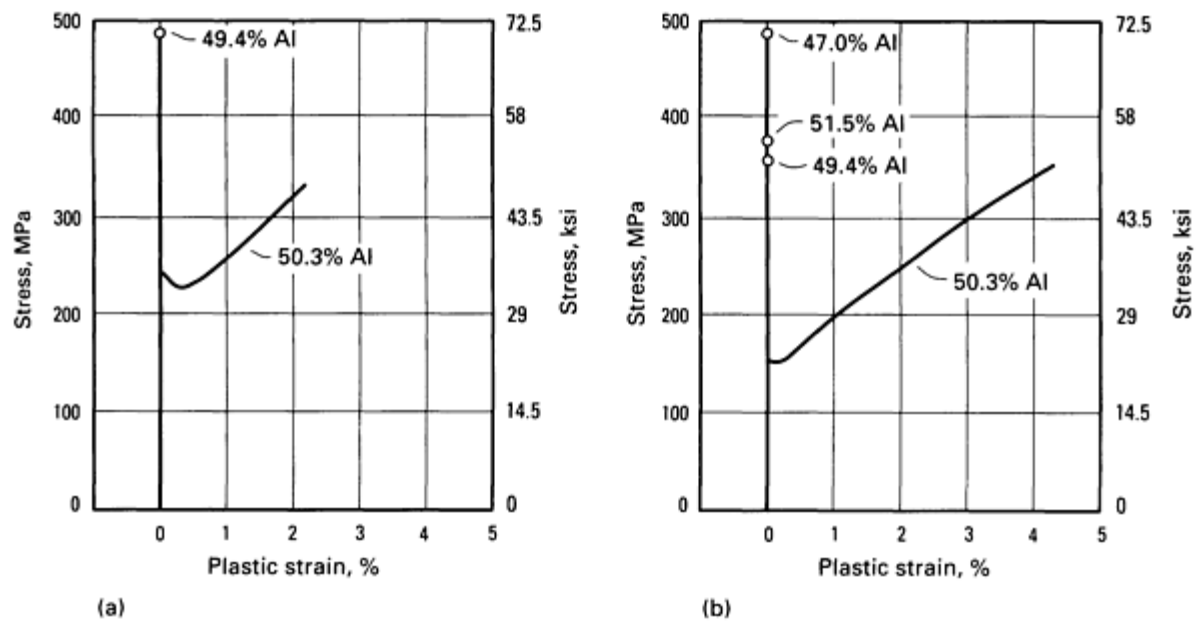 500
400
300
200
100
0
Stress, MPa
49.4% Al
50.3% Al
72.5
58
43.5
29
14.5
0
Stress, ksi
0 1 2 3 4 5
Plastic strain, %
(a)
500
400
300
200
100
0
Stress, MPa
47.0% Al
51.5% Al
49.4% Al
50.3% Al
72.5
58
43.5
29
14.5
0
Stress, ksi
0 1 2 3 4 5
Plastic strain, %
(b)